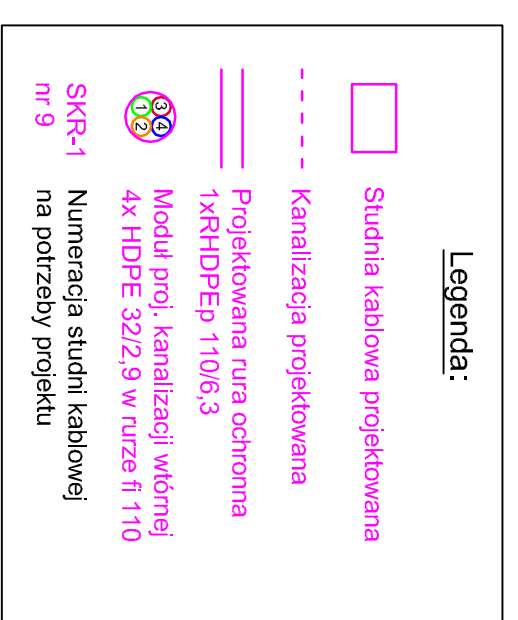 Legenda:
Studnia kablowa projektowana
Kanalizacja projektowana
Projektowana rura ochronna
1xRHDPEp 110/6,3
3 4
1 2
Moduł proj. kanalizacji wtórnej
4x HDPE 32/2,9 w rurze fi 110
SKR-1
nr 9
Numeracja studni kablowej
na potrzeby projektu